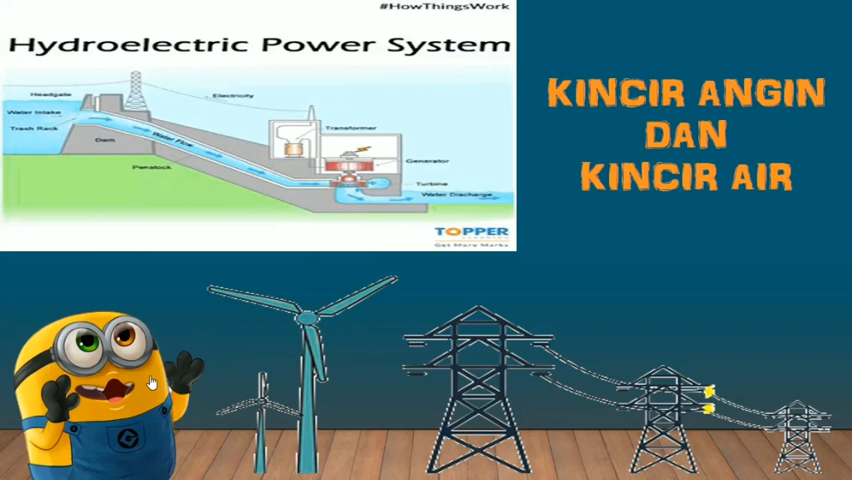 #HowThingsWork
Hydroelectric Power System
Headgate
Electricity
Water Intake
Trash Rack
Transformer
Dam
Water Flow
Generator
Penstock
Turbine
Water Discharge
TOPPER
Get More Marks
KINCIR ANGIN
DAN
KINCIR AIR